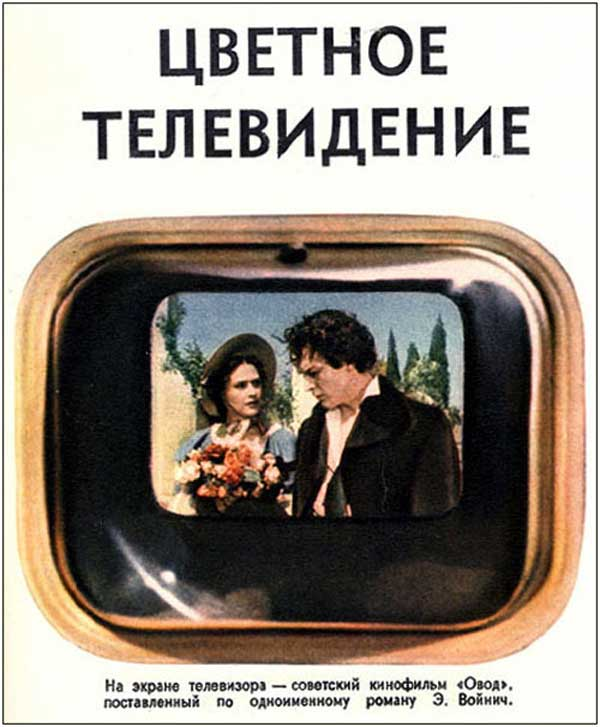 ЦВЕТНОЕ
ТЕЛЕВИДЕНИЕ
На экране телевизора — советский кинофильм «Овод»,
поставленный по одноименному роману Э. Войнич.